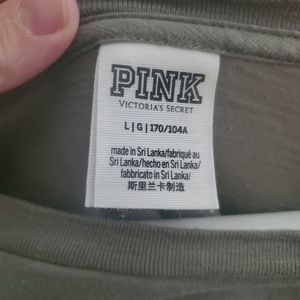 PINK
VICTORIA'S SECRET
L | G | 170/104A
made in Sri Lanka/fabriqué au
Sri Lanka/hecho en Sri Lanka/
fabbricato in Sri Lanka/
斯里兰卡制造